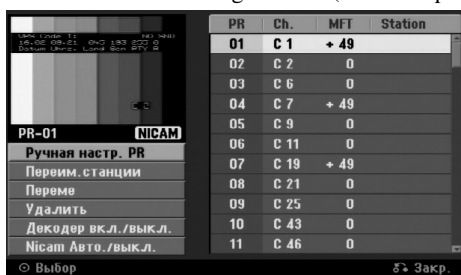 PR Ch. MFT Station
01 C 1 + 49
02 C 2 0
03 C 6 0
04 C 7 + 49
05 C 9 0
06 C 11 0
07 C 19 + 49
08 C 21 0
09 C 25 0
10 C 43 0
11 C 46 0
PR-01 NICAM
Ручная настр. PR
Переим.станции
Переме
Удалить
Декодер вкл./выкл.
Nicam Авто./выкл.
Выбор
Закр.